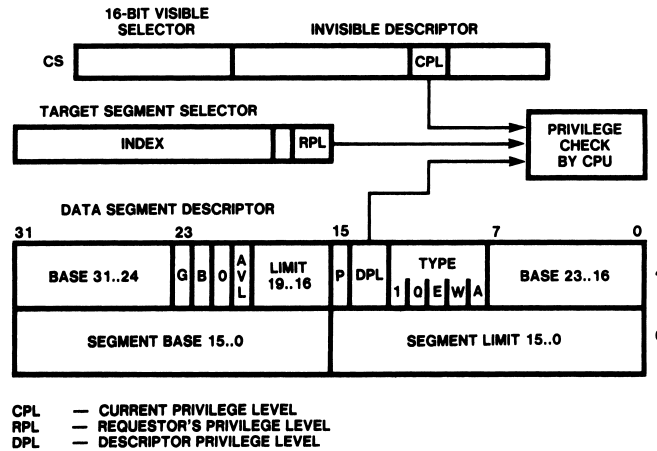 16-BIT VISIBLE
SELECTOR
INVISIBLE DESCRIPTOR
CS
CPL
TARGET SEGMENT SELECTOR
INDEX
RPL
PRIVILEGE
CHECK
BY CPU
DATA SEGMENT DESCRIPTOR
31 23 15 7 0
BASE 31..24
G
B
0
AVL
LIMIT
19..16
P
DPL
TYPE
1 0 E W A
BASE 23..16
SEGMENT BASE 15..0
SEGMENT LIMIT 15..0
CPL — CURRENT PRIVILEGE LEVEL
RPL — REQUESTOR'S PRIVILEGE LEVEL
DPL — DESCRIPTOR PRIVILEGE LEVEL